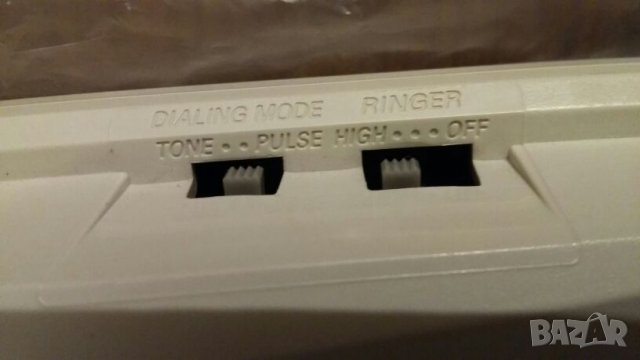 DIALING MODE RINGER
TONE • • PULSE HIGH • • • OFF
BAZAR